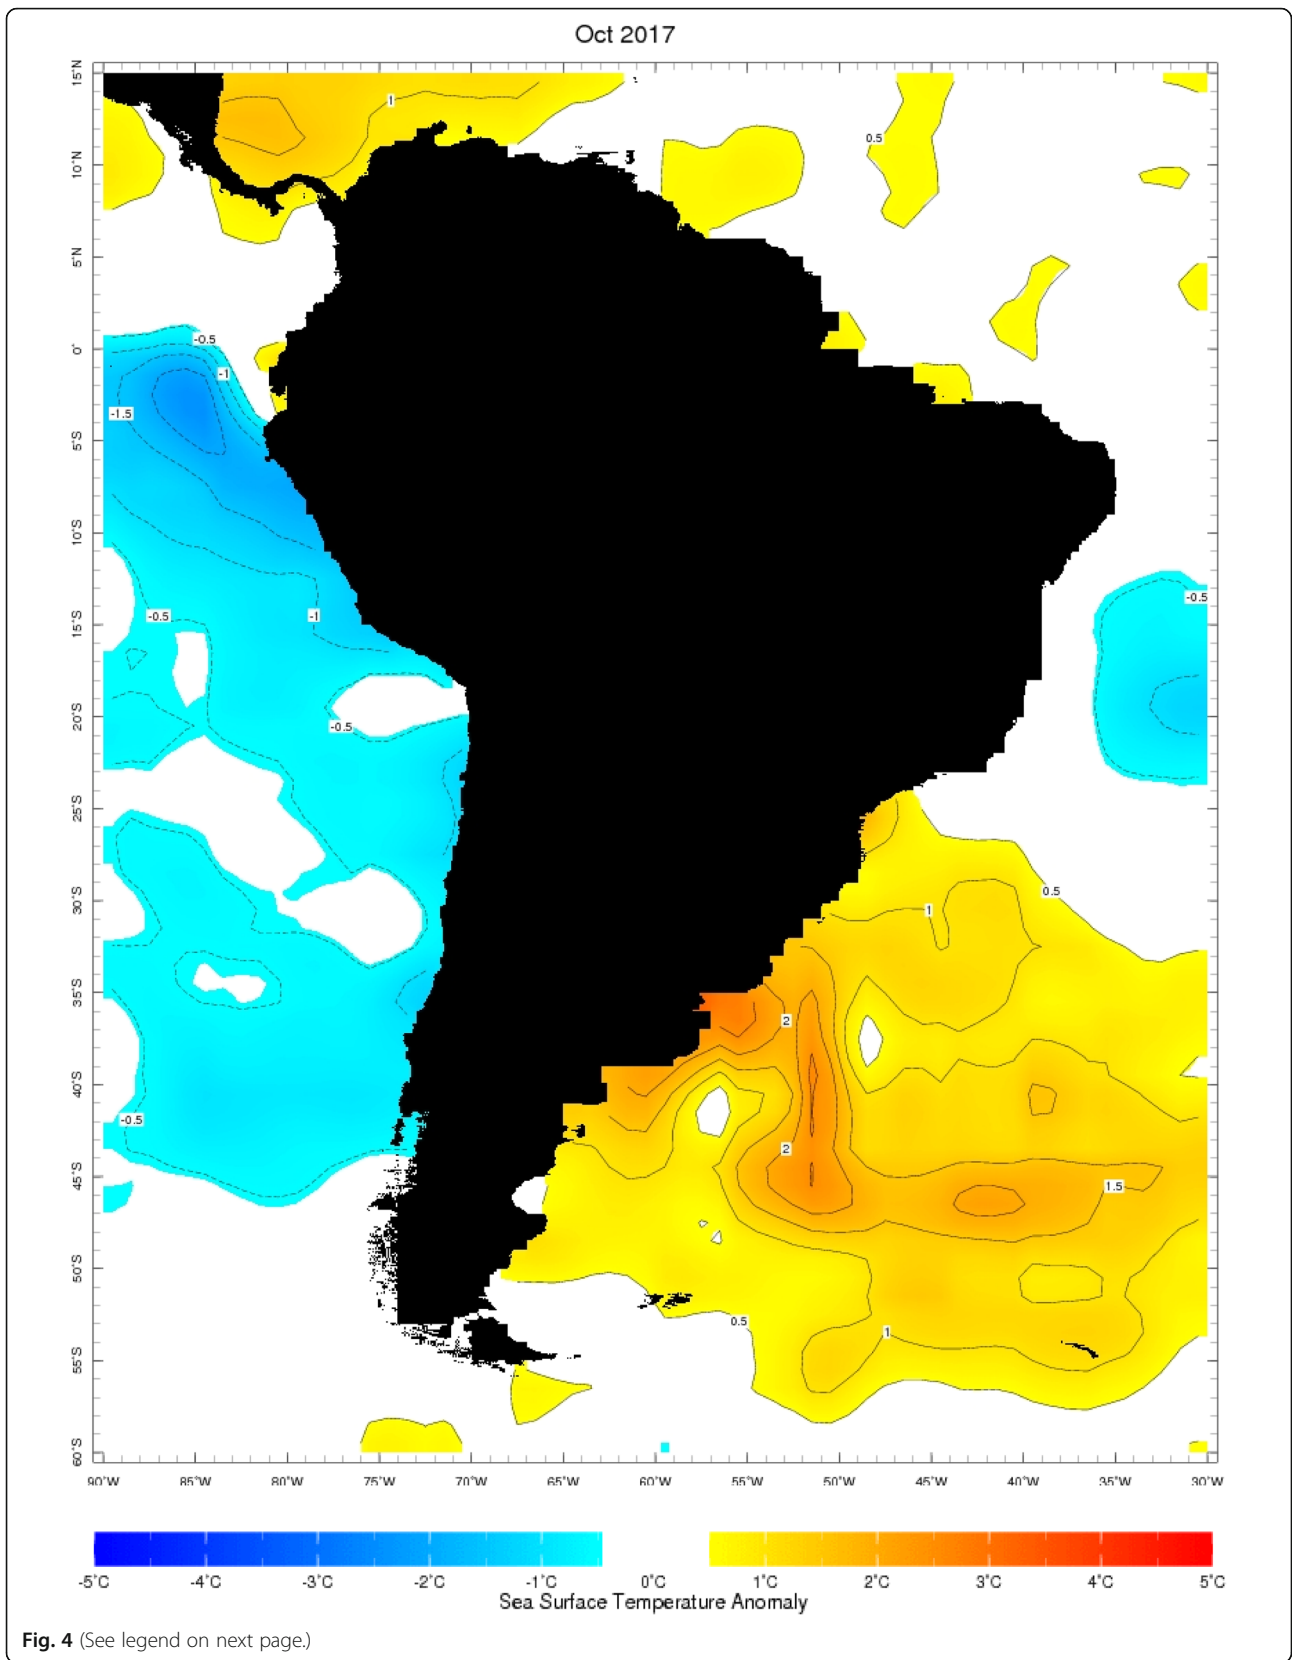 Oct 2017
15°N
10°N
5°N
0°
5°S
10°S
15°S
20°S
25°S
30°S
35°S
40°S
45°S
50°S
55°S
60°S
1
0.5
-0.5
-1
-1.5
-0.5
-0.5
-1
-0.5
0.5
1
2
-0.5
2
1.5
0.5
1
90°W 85°W 80°W 75°W 70°W 65°W 60°W 55°W 50°W 45°W 40°W 35°W 30°W
-5°C -4°C -3°C -2°C -1°C 0°C 1°C 2°C 3°C 4°C 5°C
Sea Surface Temperature Anomaly
Fig. 4 (See legend on next page.)